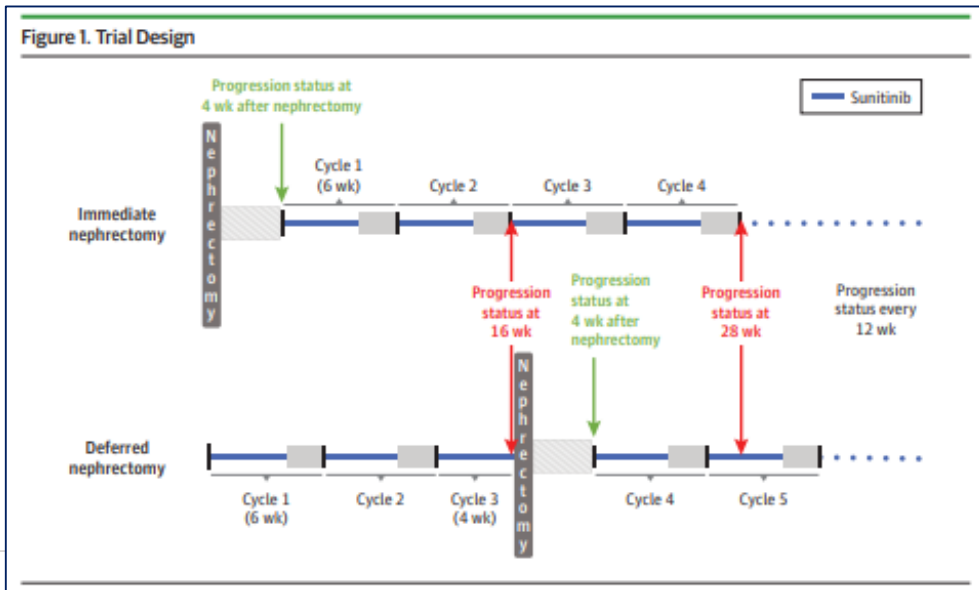 Figure 1. Trial Design
Progression status at
4 wk after nephrectomy
Sunitinib
Nephrectomy
Cycle 1
(6 wk)
Cycle 2
Cycle 3
Cycle 4
Immediate
nephrectomy
Progression
status at
16 wk
Progression
status at
4 wk after
nephrectomy
Progression
status at
28 wk
Progression
status every
12 wk
Nephrectomy
Deferred
nephrectomy
Cycle 1
(6 wk)
Cycle 2
Cycle 3
(4 wk)
Cycle 4
Cycle 5